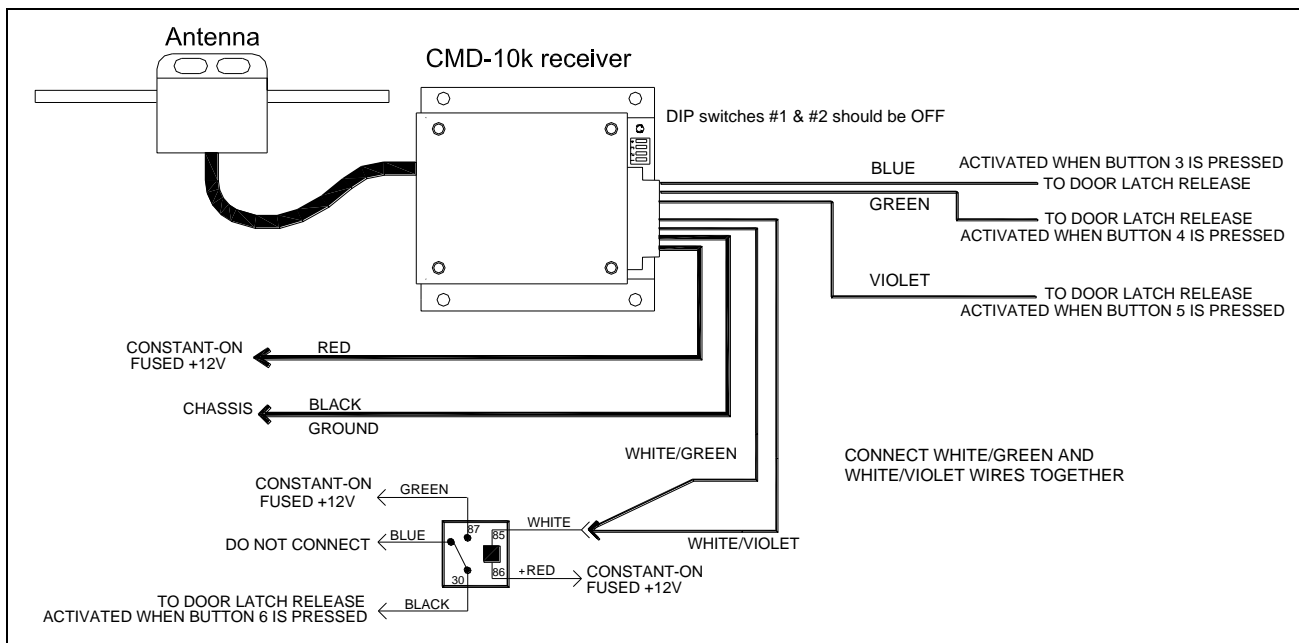 Antenna
CMD-10k receiver
DIP switches #1 & #2 should be OFF
BLUE
ACTIVATED WHEN BUTTON 3 IS PRESSED
TO DOOR LATCH RELEASE
GREEN
TO DOOR LATCH RELEASE
ACTIVATED WHEN BUTTON 4 IS PRESSED
VIOLET
TO DOOR LATCH RELEASE
ACTIVATED WHEN BUTTON 5 IS PRESSED
CONSTANT-ON
FUSED +12V
RED
CHASSIS
BLACK
GROUND
WHITE/GREEN
CONNECT WHITE/GREEN AND
WHITE/VIOLET WIRES TOGETHER
CONSTANT-ON
FUSED +12V
GREEN
87
85
WHITE
WHITE/VIOLET
DO NOT CONNECT
BLUE
30
86
+RED
CONSTANT-ON
FUSED +12V
TO DOOR LATCH RELEASE
ACTIVATED WHEN BUTTON 6 IS PRESSED
BLACK